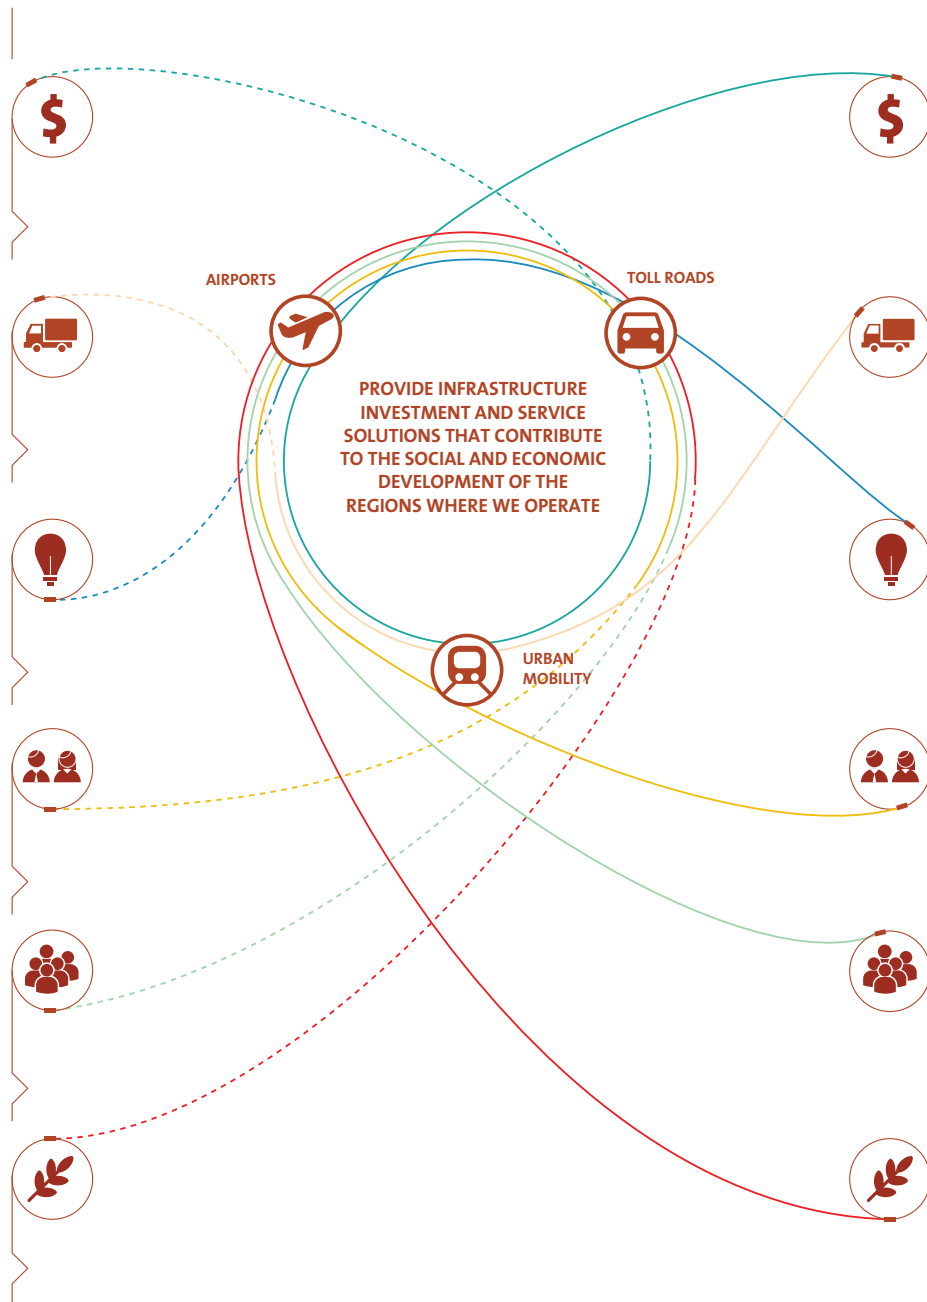 AIRPORTS
TOLL ROADS
PROVIDE INFRASTRUCTURE
INVESTMENT AND SERVICE
SOLUTIONS THAT CONTRIBUTE
TO THE SOCIAL AND ECONOMIC
DEVELOPMENT OF THE
REGIONS WHERE WE OPERATE
URBAN
MOBILITY